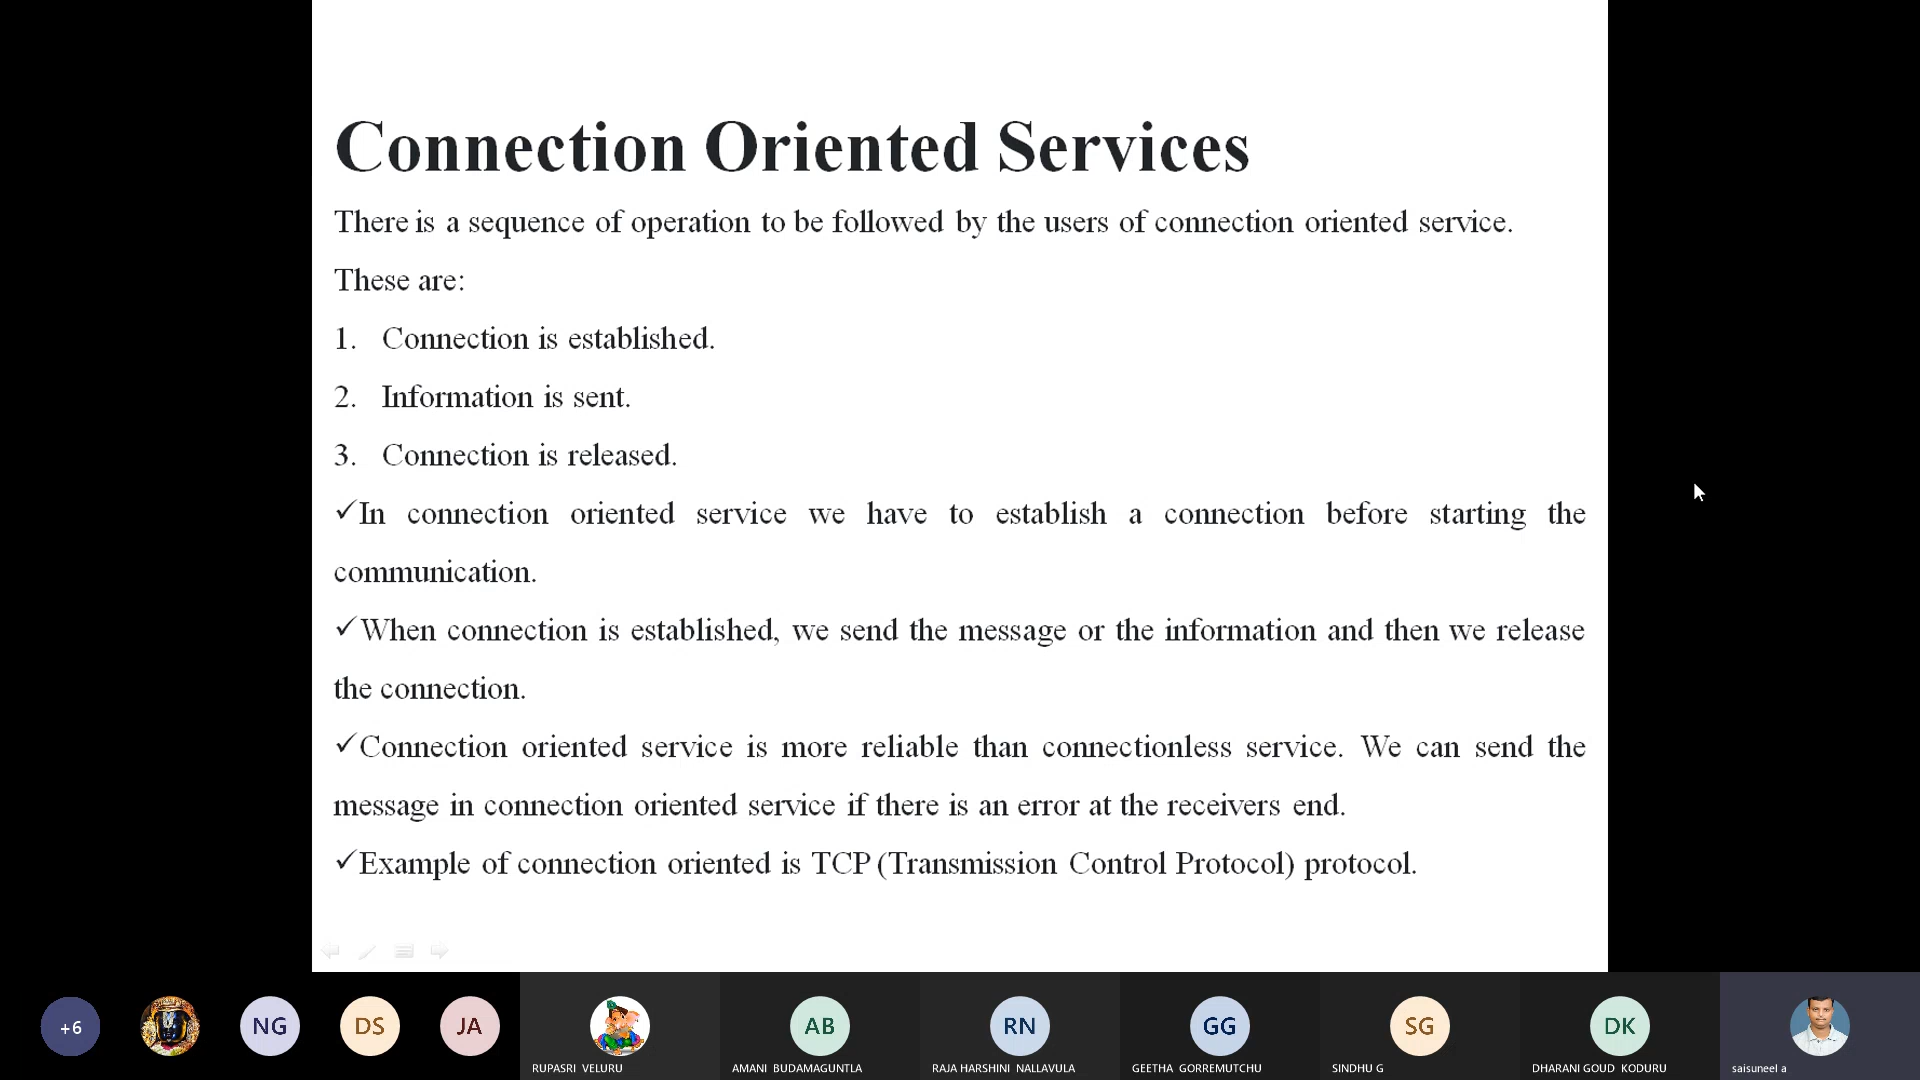 Connection Oriented Services
There is a sequence of operation to be followed by the users of connection oriented service.
These are:
1. Connection is established.
2. Information is sent.
3. Connection is released.
✓In connection oriented service we have to establish a connection before starting the
communication.
✓When connection is established, we send the message or the information and then we release
the connection.
✓Connection oriented service is more reliable than connectionless service. We can send the
message in connection oriented service if there is an error at the receivers end.
✓Example of connection oriented is TCP (Transmission Control Protocol) protocol.
+6 NG DS JA AB RN GG SG DK
RUPASRI VELURU AMANI BUDAMAGUNTLA RAJA HARSHINI NALLAVULA GEETHA GORREMUTCHU SINDHU G DHARANI GOUD KODURU saisuneel a